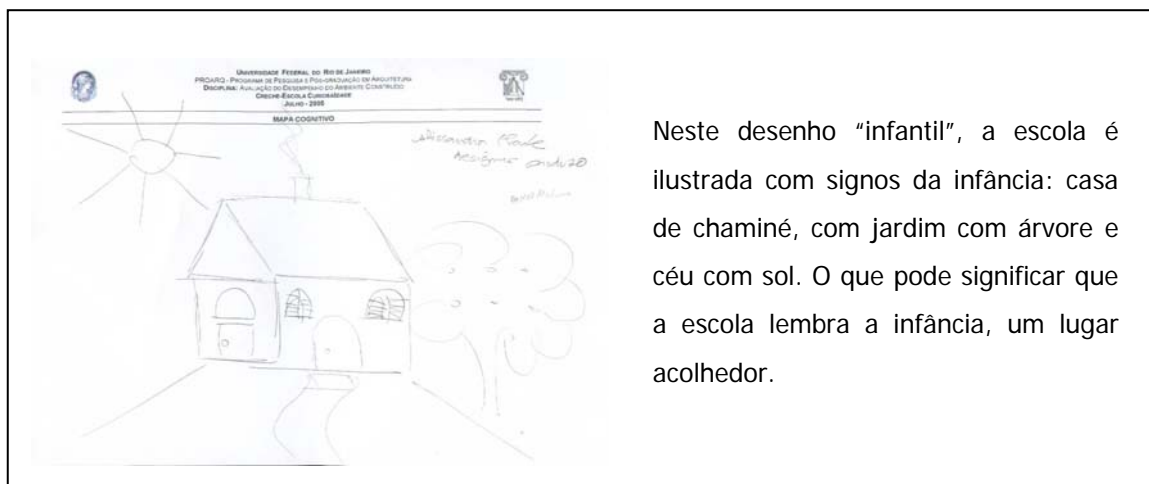 UNIVERSIDADE FEDERAL DO RIO DE JANEIRO
PROARQ - PROGRAMA DE PESQUISA E PÓS-GRADUAÇÃO EM ARQUITETURA
DISCIPLINA: AVALIAÇÃO DO DESEMPENHO DO AMBIENTE CONSTRUÍDO
CRECHE-ESCOLA CURIOSAIDADE
JULHO - 2005
MAPA COGNITIVO
Neste desenho “infantil”, a escola é
ilustrada com signos da infância: casa
de chaminé, com jardim com árvore e
céu com sol. O que pode significar que
a escola lembra a infância, um lugar
acolhedor.